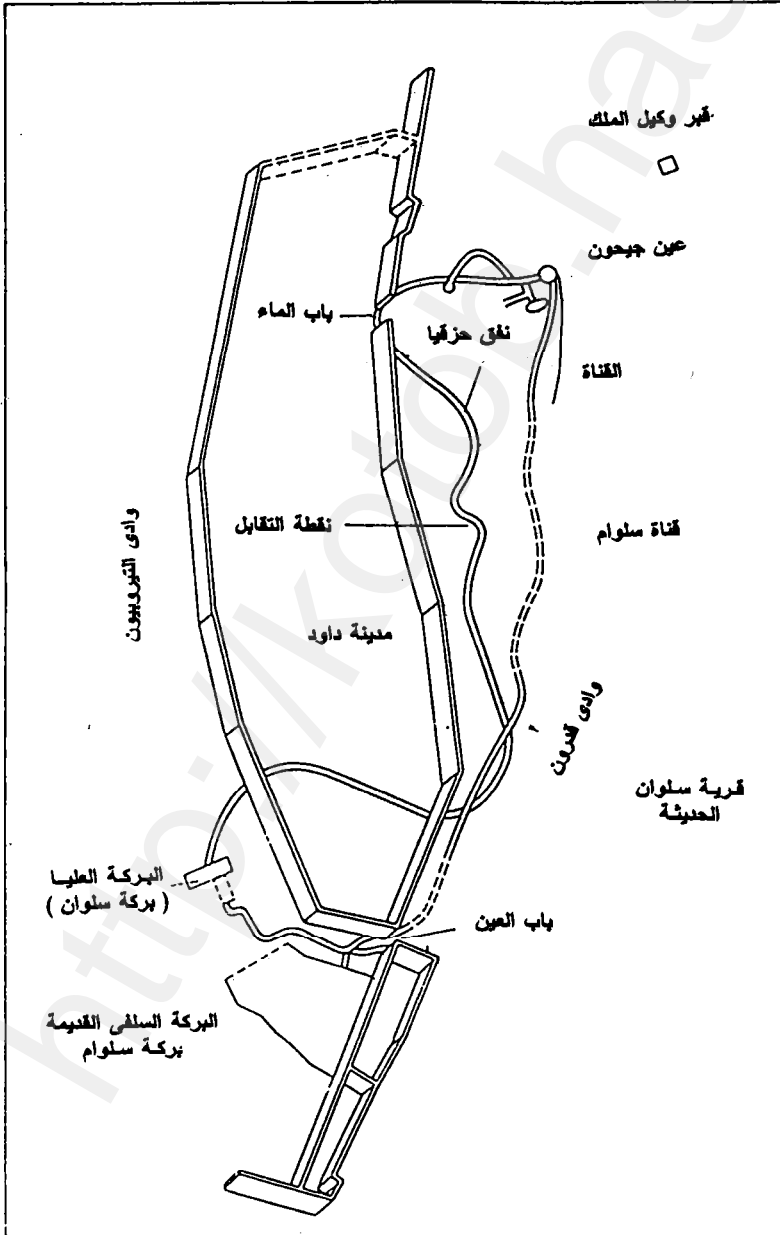 قبر وكيل الملك
عين جيحون
باب الماء
نفق حزقيا
القناة
نقطة التقابل
قناة سلوام
وادى التيروبيون
مدينة داود
وادى قدرون
قرية سلوان
الحديثة
البركة العليا
( بركة سلوان )
باب العين
البركة السلفى القديمة
بركة سلوام